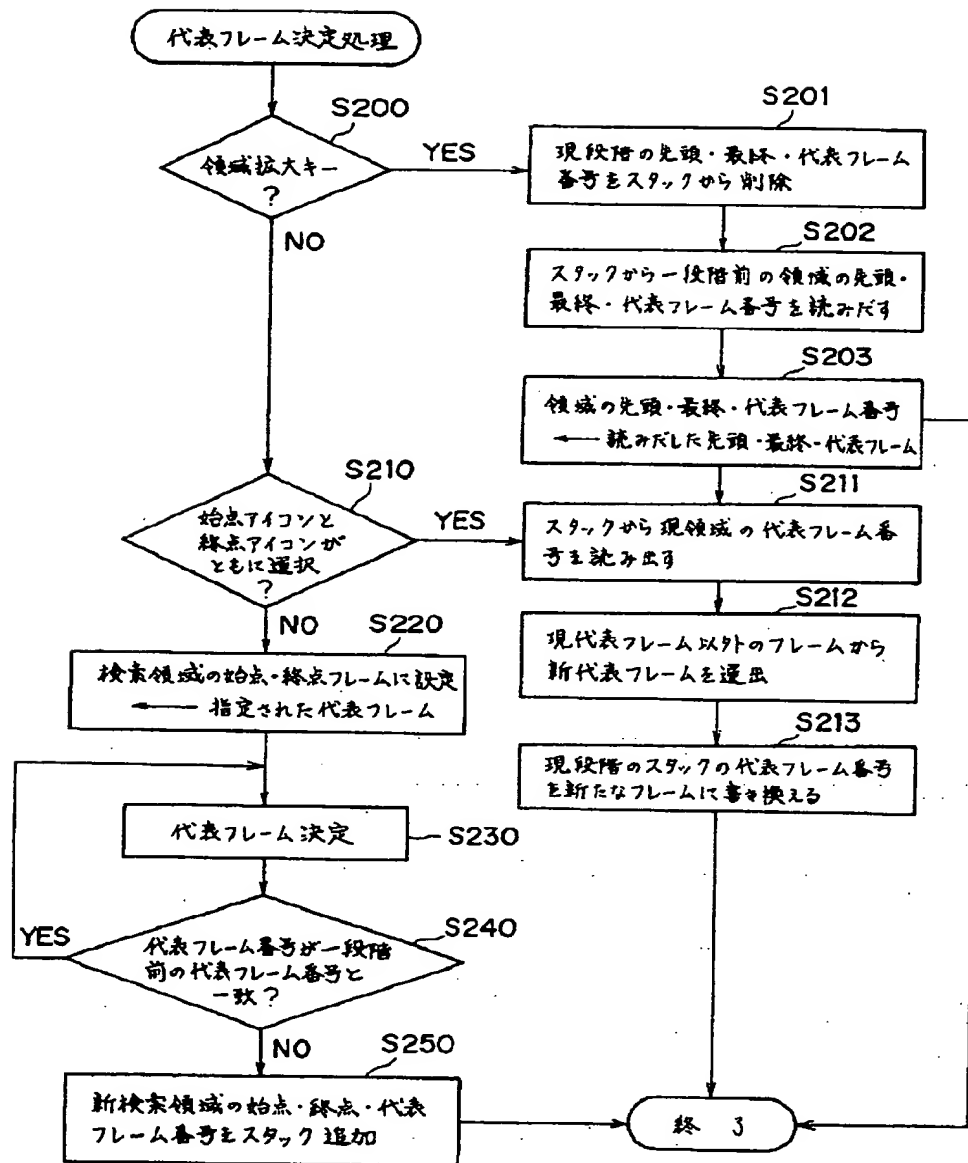 代表フレーム決定処理
S200
領域拡大キー
?
YES
NO
S201
現段階の先頭・最終・代表フレーム
番号をスタックから削除
S202
スタックから一段階前の領域の先頭・
最終・代表フレーム番号を読みだす
S203
領域の先頭・最終・代表フレーム番号
← 読みだした先頭・最終・代表フレーム
S210
始点アイコンと
終点アイコンが
ともに選択
?
YES
NO
S211
スタックから現領域の代表フレーム番
号を読み出す
S212
現代表フレーム以外のフレームから
新代表フレームを選出
S213
現段階のスタックの代表フレーム番号
を新たなフレームに書き換える
S220
検索領域の始点・終点フレームに設定
← 指定された代表フレーム
代表フレーム決定
S230
S240
代表フレーム番号が一段階
前の代表フレーム番号と
一致?
YES
NO
S250
新検索領域の始点・終点・代表
フレーム番号をスタック追加
終了